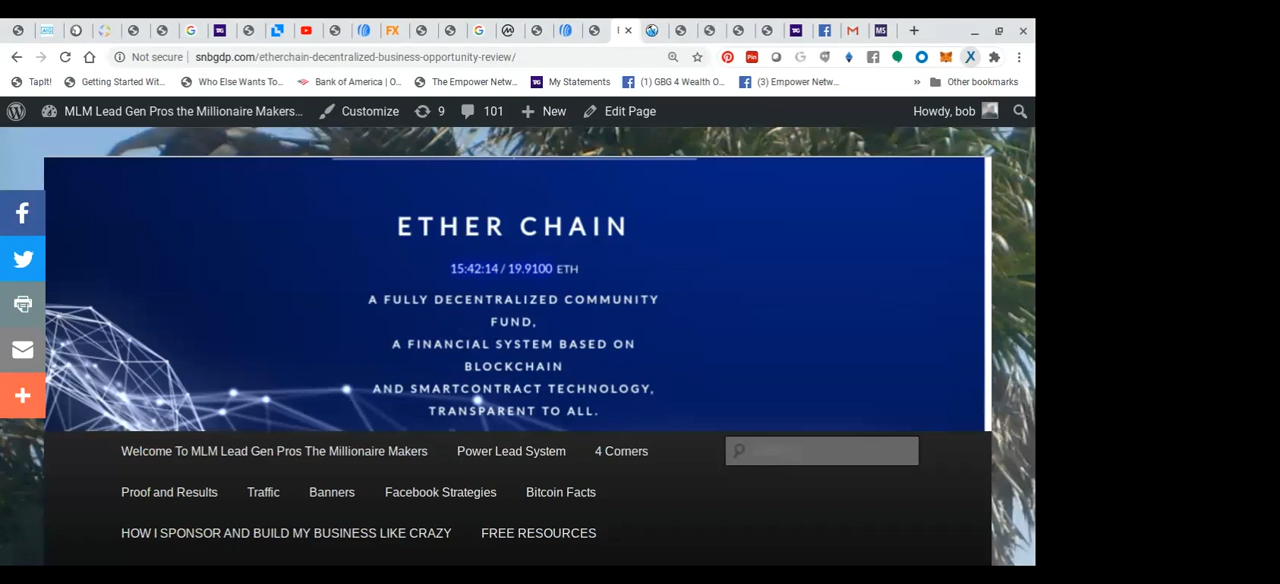 Not secure snbgdp.com/etherchain-decentralized-business-opportunity-review/
TapIt! Getting Started Wit... Who Else Wants To... Bank of America | O... The Empower Netw... My Statements (1) GBG 4 Wealth O... (3) Empower Netw... » Other bookmarks
MLM Lead Gen Pros the Millionaire Makers... Customize 9 101 New Edit Page Howdy, bob
ETHER CHAIN
15:42:14 / 19.9100 ETH
A FULLY DECENTRALIZED COMMUNITY
FUND,
A FINANCIAL SYSTEM BASED ON
BLOCKCHAIN
AND SMARTCONTRACT TECHNOLOGY,
TRANSPARENT TO ALL.
Welcome To MLM Lead Gen Pros The Millionaire Makers Power Lead System 4 Corners
Proof and Results Traffic Banners Facebook Strategies Bitcoin Facts
HOW I SPONSOR AND BUILD MY BUSINESS LIKE CRAZY FREE RESOURCES